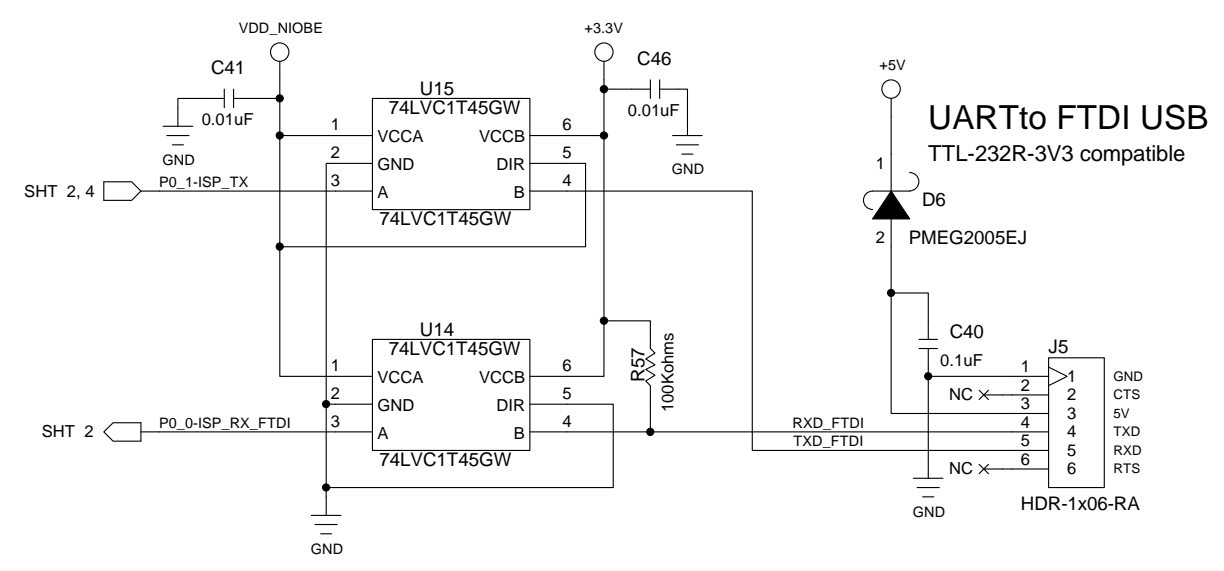 VDD_NIOBE
+3.3V
+5V
C41
0.01uF
GND
C46
0.01uF
GND
U15
74LVC1T45GW
1 VCCA VCCB 6
2 GND DIR 5
3 A B 4
74LVC1T45GW
SHT 2, 4 P0_1-ISP_TX
UARTto FTDI USB
TTL-232R-3V3 compatible
1
D6
2 PMEG2005EJ
U14
74LVC1T45GW
1 VCCA VCCB 6
2 GND DIR 5
3 A B 4
74LVC1T45GW
SHT 2 P0_0-ISP_RX_FTDI
GND
R57
100Kohms
C40
0.1uF
RXD_FTDI
TXD_FTDI
GND
J5
1 1 GND
NC 2 2 CTS
3 3 5V
4 4 TXD
5 5 RXD
NC 6 6 RTS
HDR-1x06-RA